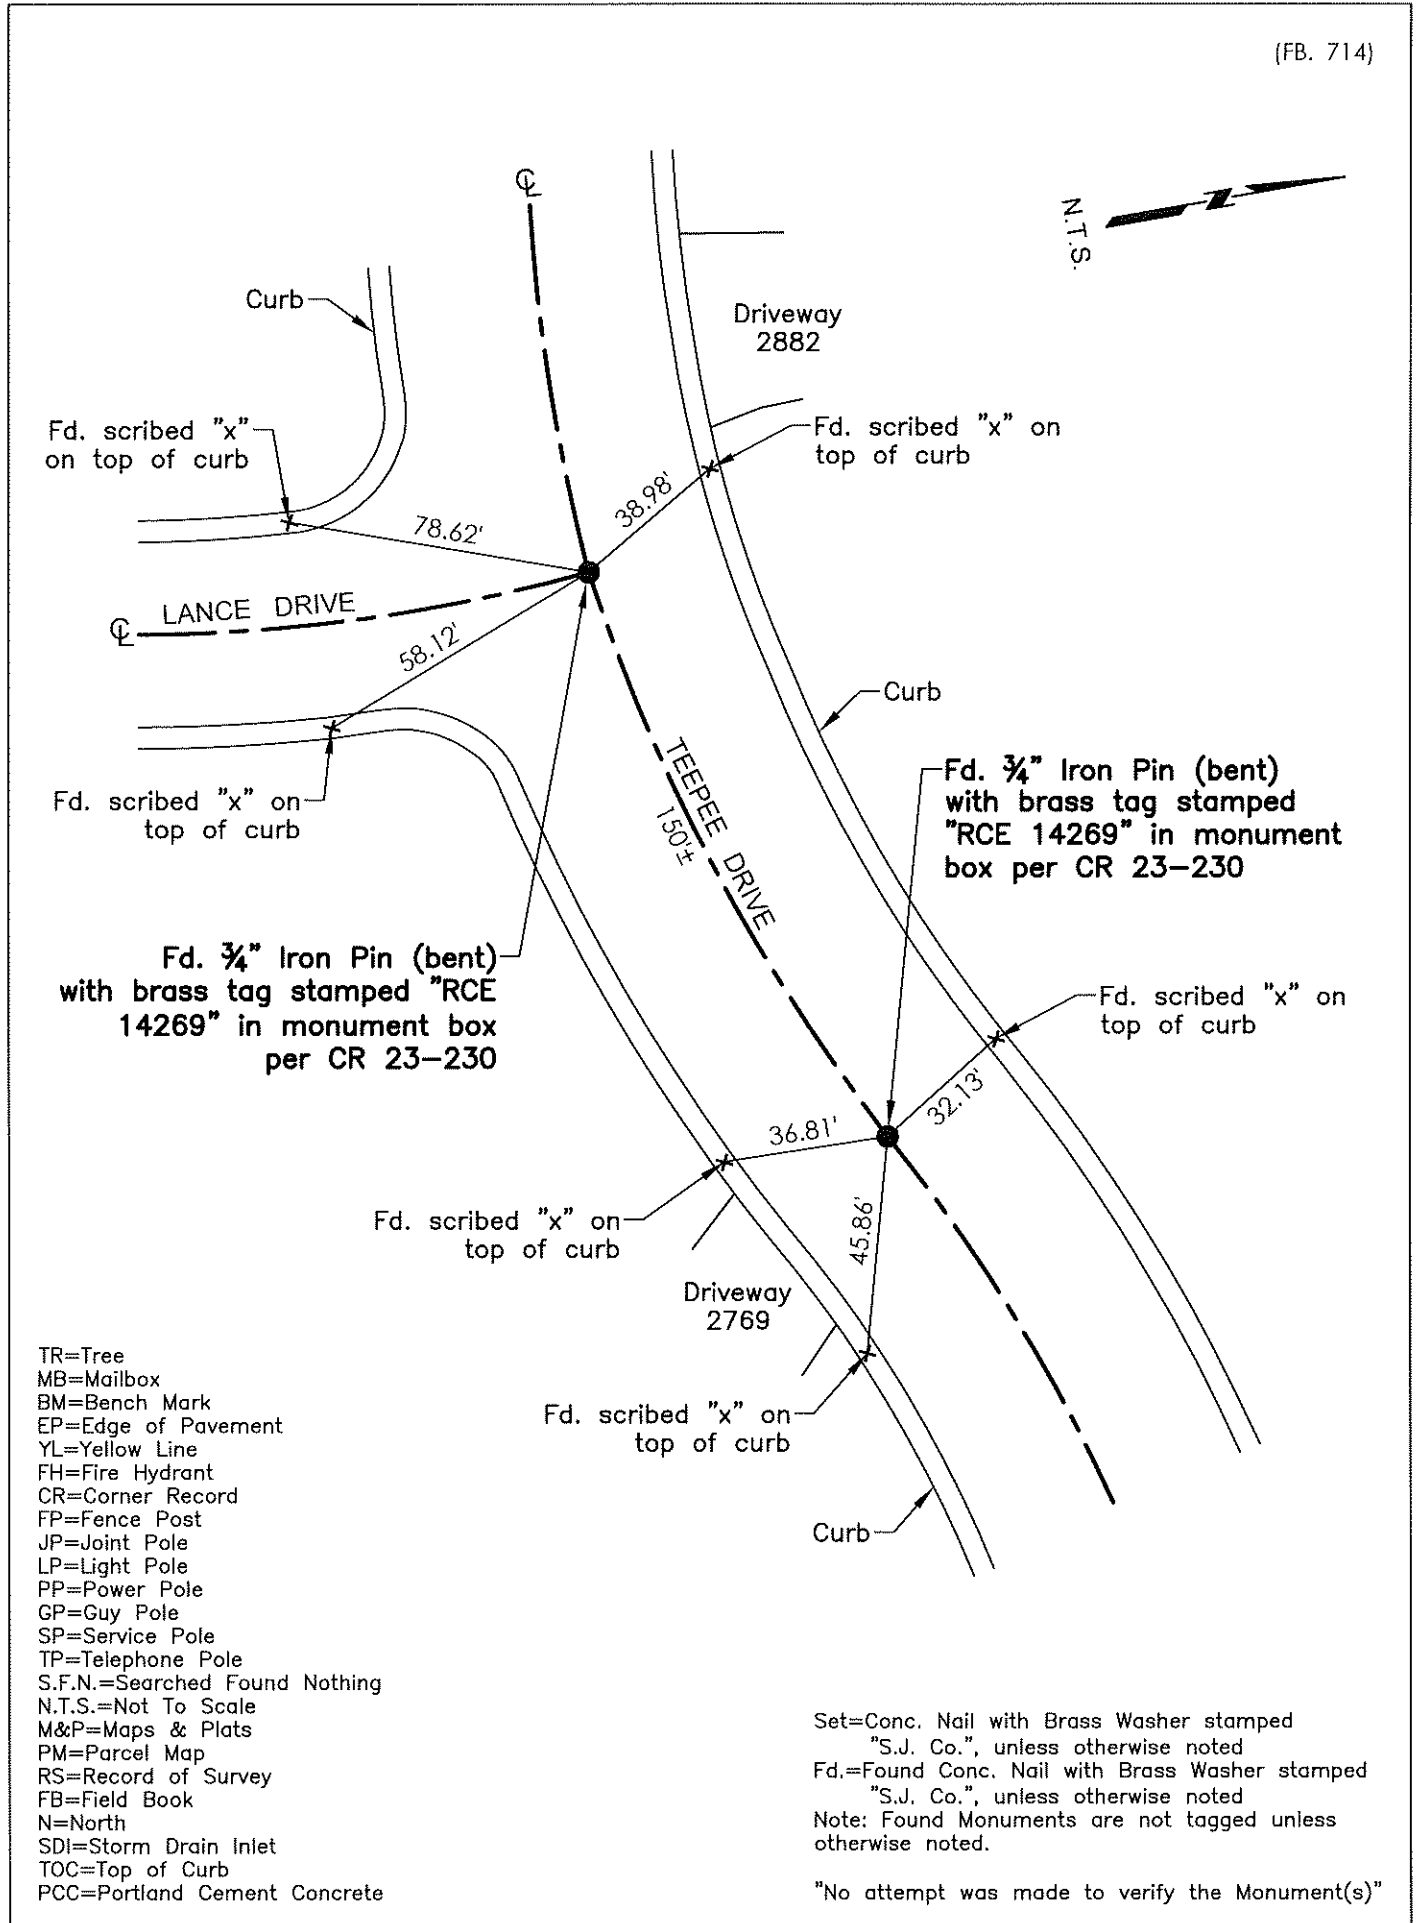 (FB. 714)
℄
N
N.T.S.
Curb
Driveway
2882
Fd. scribed "x"
on top of curb
Fd. scribed "x" on
top of curb
38.98'
78.62'
LANCE DRIVE
℄
58.12'
Curb
TEEPEE DRIVE
150'±
Fd. ¾" Iron Pin (bent)
with brass tag stamped
"RCE 14269" in monument
box per CR 23-230
Fd. scribed "x" on
top of curb
Fd. ¾" Iron Pin (bent)
with brass tag stamped "RCE
14269" in monument box
per CR 23-230
Fd. scribed "x" on
top of curb
32.13'
36.81'
Fd. scribed "x" on
top of curb
45.86'
Driveway
2769
Fd. scribed "x" on
top of curb
Curb
TR=Tree
MB=Mailbox
BM=Bench Mark
EP=Edge of Pavement
YL=Yellow Line
FH=Fire Hydrant
CR=Corner Record
FP=Fence Post
JP=Joint Pole
LP=Light Pole
PP=Power Pole
GP=Guy Pole
SP=Service Pole
TP=Telephone Pole
S.F.N.=Searched Found Nothing
N.T.S.=Not To Scale
M&P=Maps & Plats
PM=Parcel Map
RS=Record of Survey
FB=Field Book
N=North
SDI=Storm Drain Inlet
TOC=Top of Curb
PCC=Portland Cement Concrete
Set=Conc. Nail with Brass Washer stamped
"S.J. Co.", unless otherwise noted
Fd.=Found Conc. Nail with Brass Washer stamped
"S.J. Co.", unless otherwise noted
Note: Found Monuments are not tagged unless
otherwise noted.
"No attempt was made to verify the Monument(s)"